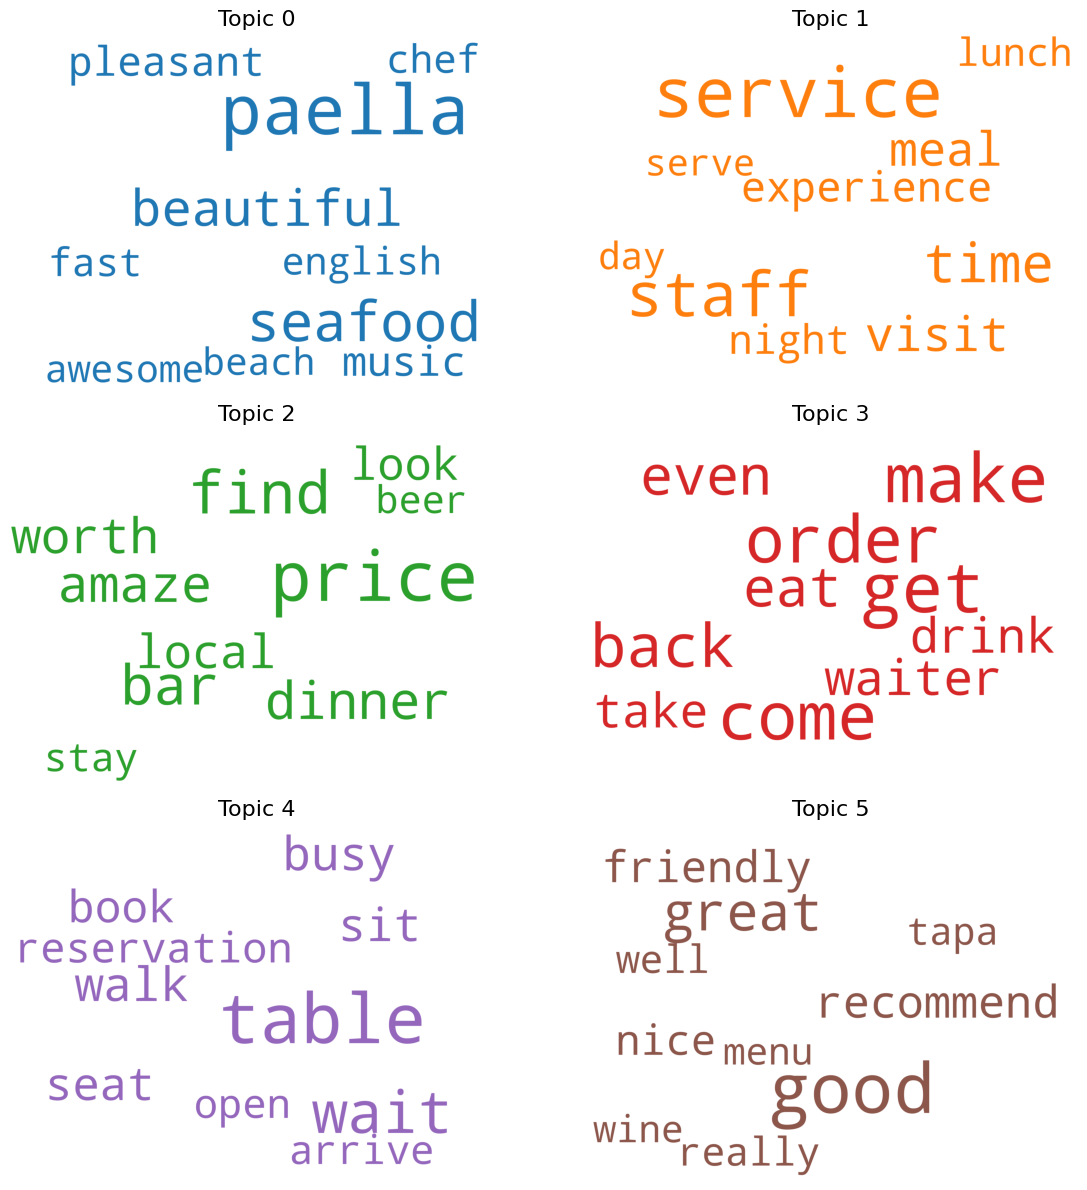 Topic 0
pleasant
chef
paella
beautiful
fast
english
seafood
awesome
beach
music
Topic 1
lunch
service
meal
serve
experience
day
time
staff
night
visit
Topic 2
look
find
beer
worth
price
amaze
local
bar
dinner
stay
Topic 3
even
make
order
eat
get
back
drink
waiter
take
come
Topic 4
busy
book
sit
reservation
walk
table
seat
open
wait
arrive
Topic 5
friendly
great
tapa
well
recommend
nice
menu
good
wine
really